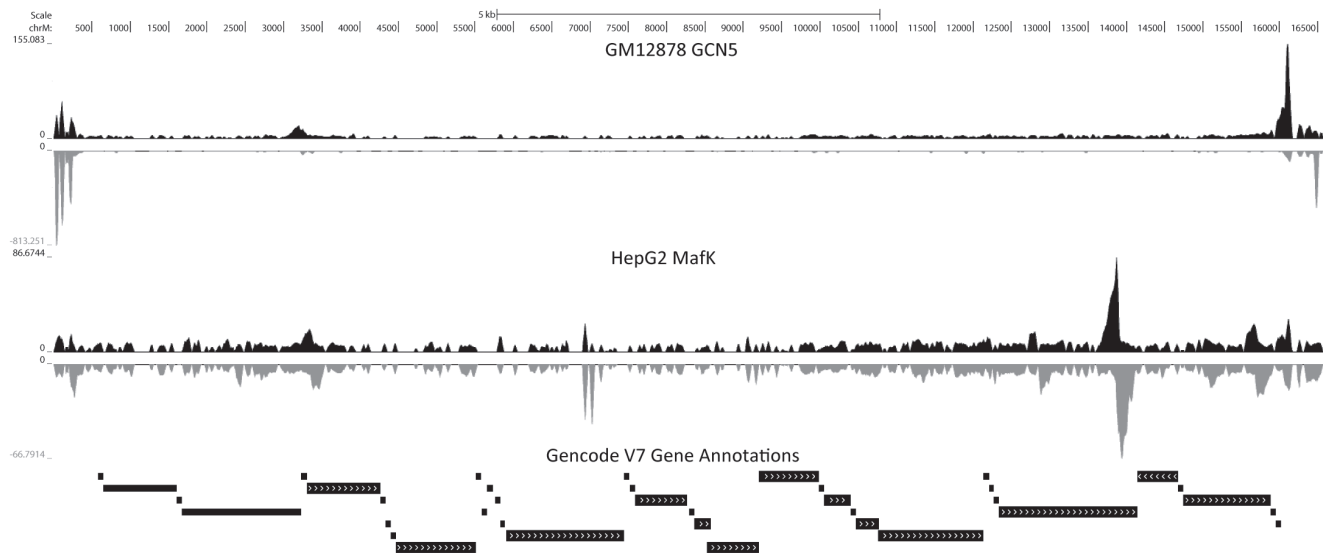 Scale 5 kb
chrM: 500 1000 1500 2000 2500 3000 3500 4000 4500 5000 5500 6000 6500 7000 7500 8000 8500 9000 9500 10000 10500 11000 11500 12000 12500 13000 13500 14000 14500 15000 15500 16000 16500
155.083 _
GM12878 GCN5
0 _
0 _
-813.251 _
86.6744 _
HepG2 MafK
0 _
0 _
-66.7914 _
Gencode V7 Gene Annotations